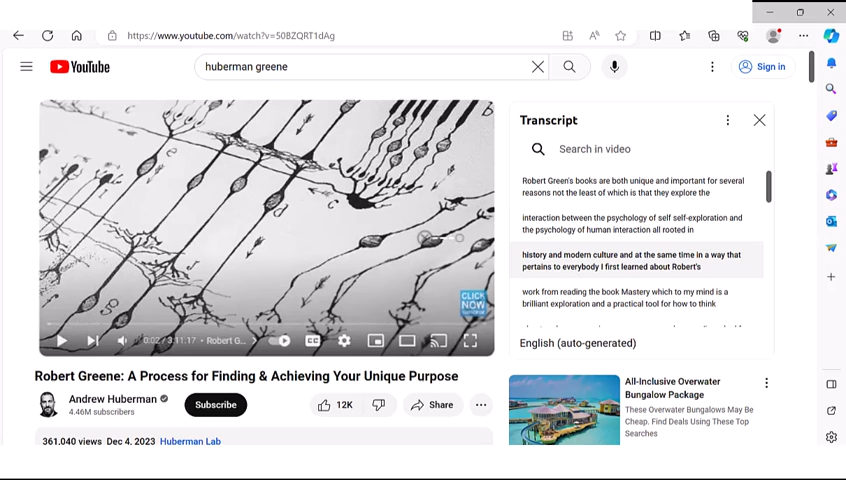 https://www.youtube.com/watch?v=50BZQRT1dAg
YouTube
huberman greene
Sign in
CLICK
NOW
0:02 / 3:11:17 • Robert G...
Transcript
Search in video
Robert Green's books are both unique and important for several
reasons not the least of which is that they explore the
interaction between the psychology of self self-exploration and
the psychology of human interaction all rooted in
history and modern culture and at the same time in a way that
pertains to everybody I first learned about Robert's
work from reading the book Mastery which to my mind is a
brilliant exploration and a practical tool for how to think
English (auto-generated)
Robert Greene: A Process for Finding & Achieving Your Unique Purpose
Andrew Huberman
4.46M subscribers
Subscribe
12K
Share
361,040 views Dec 4, 2023 Huberman Lab
All-Inclusive Overwater
Bungalow Package
These Overwater Bungalows May Be
Cheap. Find Deals Using These Top
Searches